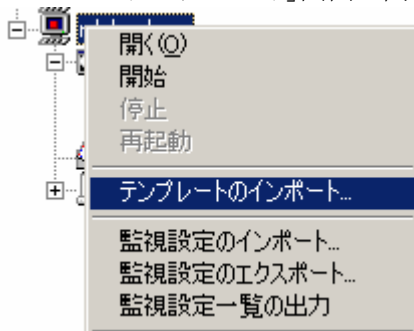 開く(O)
開始
停止
再起動
テンプレートのインポート...
監視設定のインポート...
監視設定のエクスポート...
監視設定一覧の出力